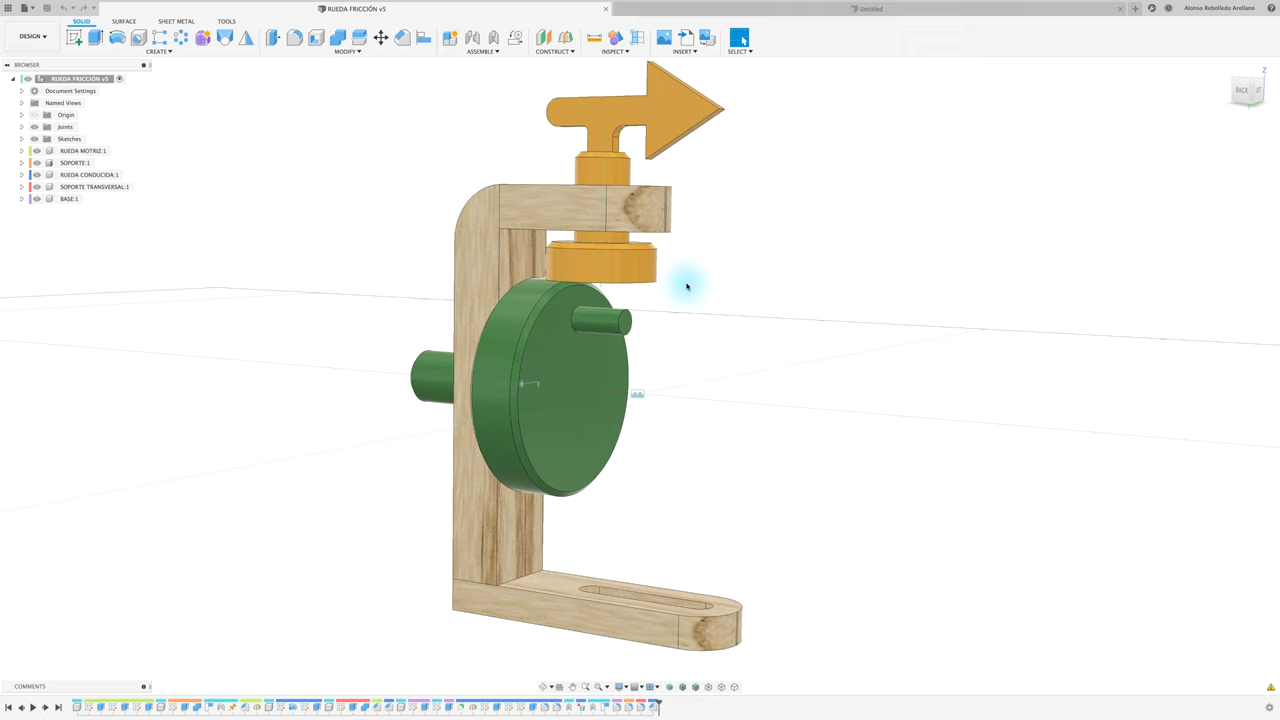 RUEDA FRICCIÓN v5
Untitled
Alonso Rebolledo Arellano
DESIGN
SOLID
SURFACE
SHEET METAL
TOOLS
CREATE
MODIFY
ASSEMBLE
CONSTRUCT
INSPECT
INSERT
SELECT
BROWSER
RUEDA FRICCIÓN v5
Document Settings
Named Views
Origin
Joints
Sketches
RUEDA MOTRIZ:1
SOPORTE:1
RUEDA CONDUCIDA:1
SOPORTE TRANSVERSAL:1
BASE:1
Z
BACK
COMMENTS